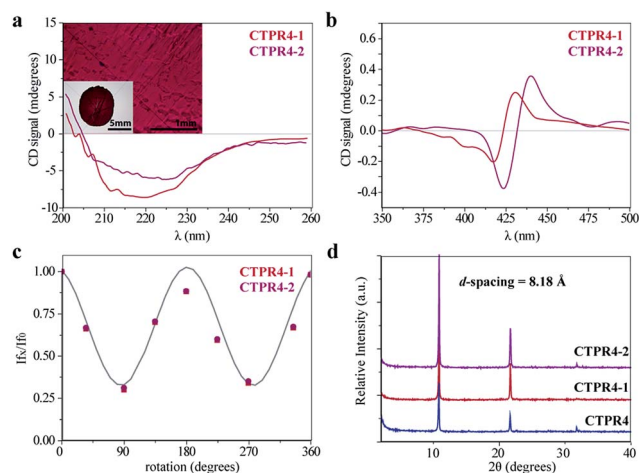 a
CTPR4-1
CTPR4-2
5mm
1mm
CD signal (mdegrees)
15
10
5
0
-5
-10
200
210
220
230
240
250
260
λ (nm)
b
CTPR4-1
CTPR4-2
CD signal (mdegrees)
0.6
0.4
0.2
0.0
-0.2
-0.4
350
375
400
425
450
475
500
λ (nm)
c
CTPR4-1
CTPR4-2
Ifx/If0
1.00
0.75
0.50
0.25
0.00
0
90
180
270
360
rotation (degrees)
d
d-spacing = 8.18 Å
Relative Intensity (a.u.)
CTPR4-2
CTPR4-1
CTPR4
10
20
30
40
2θ (degrees)